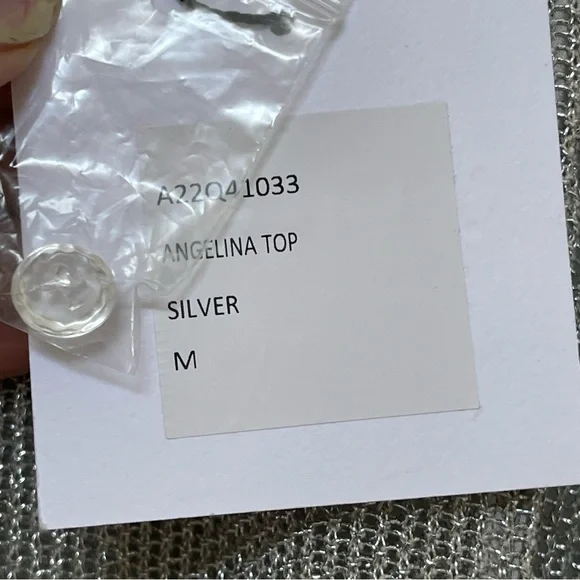 A22Q41033
ANGELINA TOP
SILVER
M